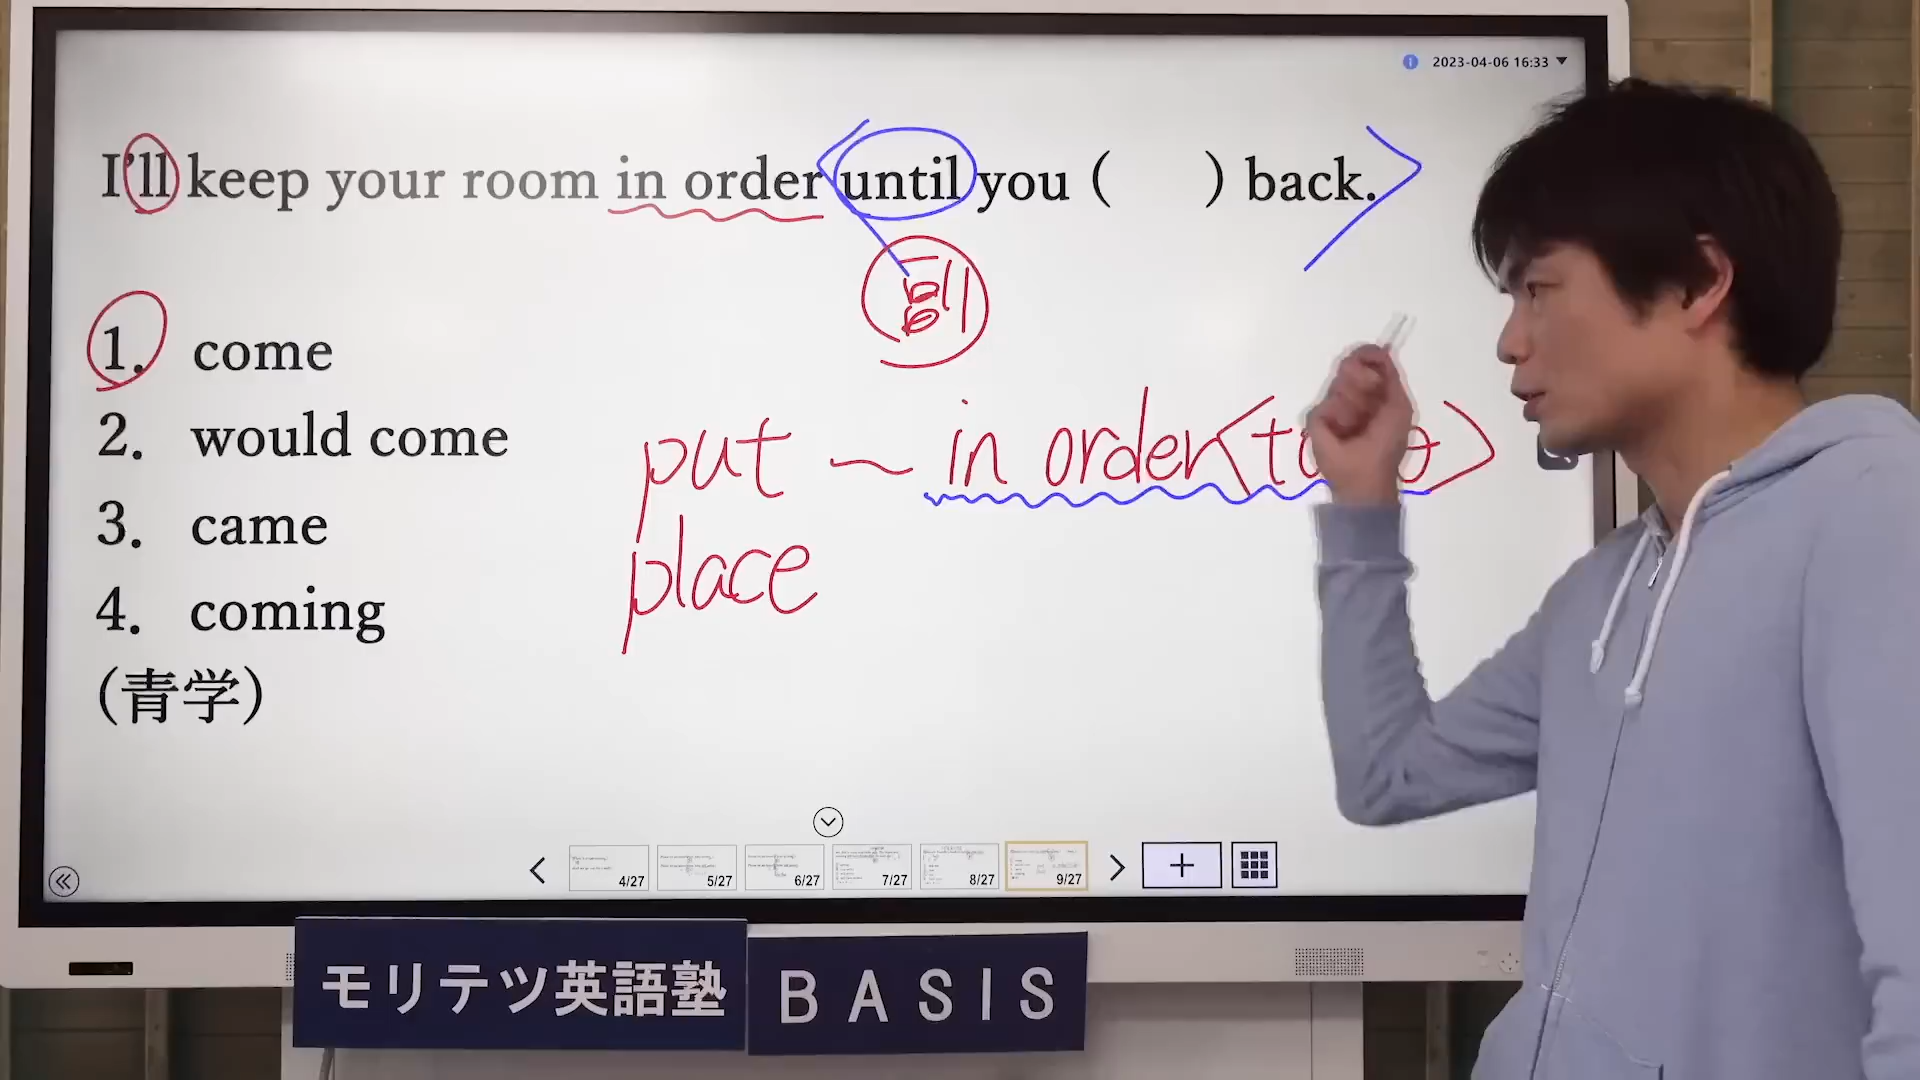 2023-04-06 16:33
I'll keep your room in order until you (      ) back.
副
1. come
2. would come
3. came
4. coming
(青学)
put 〜 in order
place
4/27 5/27 6/27 7/27 8/27 9/27
モリテツ英語塾 BASIS